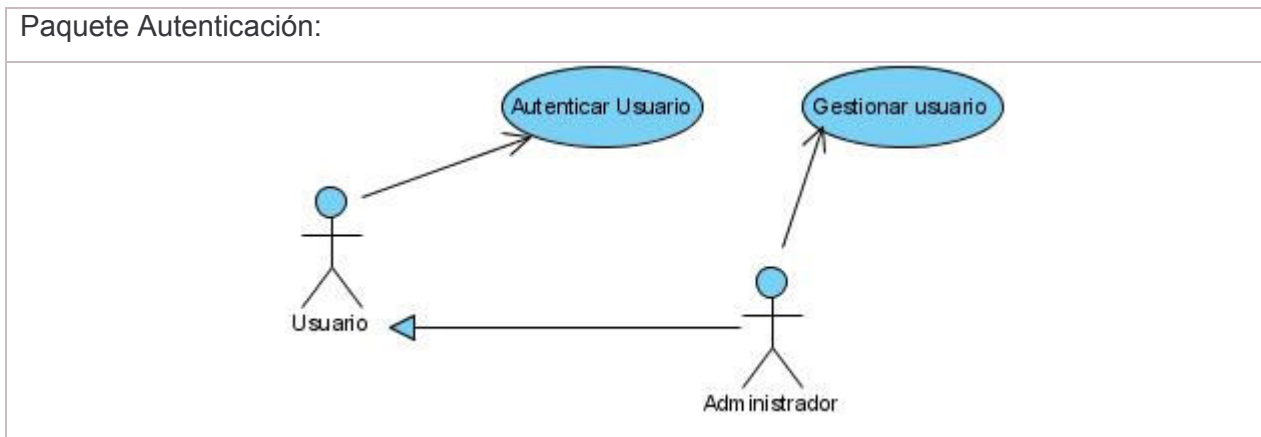 Paquete Autenticación:
Autenticar Usuario
Gestionar usuario
Usuario
Administrador